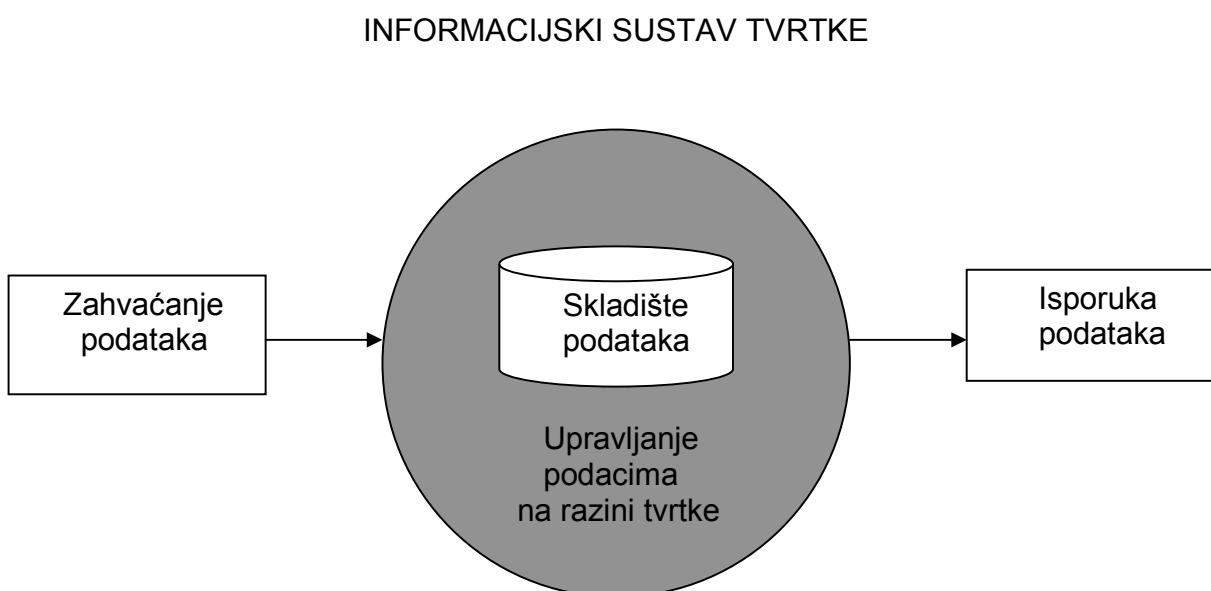 INFORMACIJSKI SUSTAV TVRTKE
Zahvaćanje
podataka
Skladište
podataka
Upravljanje
podacima
na razini tvrtke
Isporuka
podataka